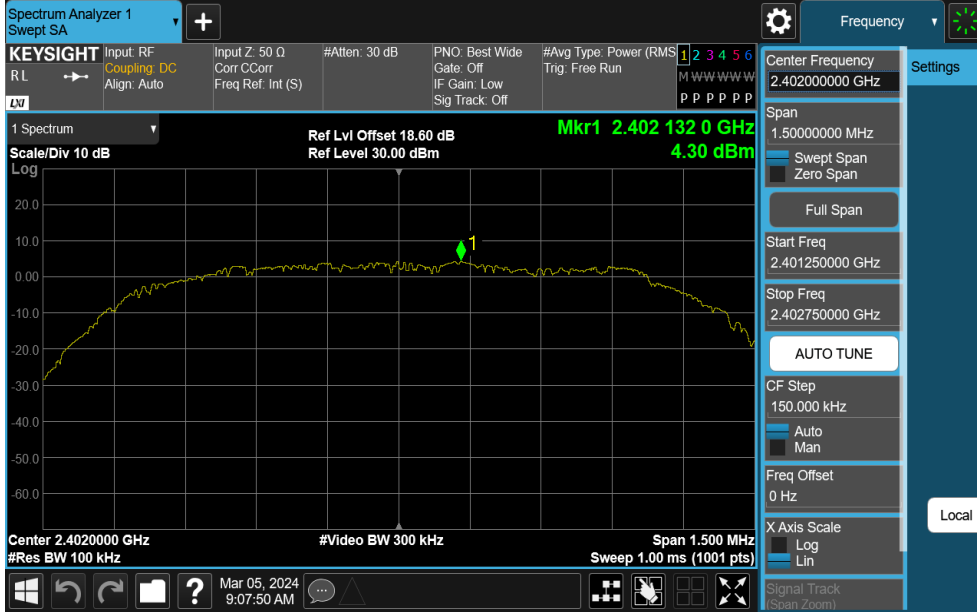 Spectrum Analyzer 1
Swept SA
+
Frequency
KEYSIGHT
R L
LXI
Input: RF
Coupling: DC
Align: Auto
Input Z: 50 Ω
Corr CCorr
Freq Ref: Int (S)
#Atten: 30 dB
PNO: Best Wide
Gate: Off
IF Gain: Low
Sig Track: Off
#Avg Type: Power (RMS
Trig: Free Run
1 2 3 4 5 6
M W W W W W
P P P P P P
1 Spectrum
Scale/Div 10 dB
Log
Ref Lvl Offset 18.60 dB
Ref Level 30.00 dBm
Mkr1 2.402 132 0 GHz
4.30 dBm
1
20.0
10.0
0.00
-10.0
-20.0
-30.0
-40.0
-50.0
-60.0
Center 2.4020000 GHz
#Res BW 100 kHz
#Video BW 300 kHz
Span 1.500 MHz
Sweep 1.00 ms (1001 pts)
Center Frequency
2.402000000 GHz
Settings
Span
1.50000000 MHz
Swept Span
Zero Span
Full Span
Start Freq
2.401250000 GHz
Stop Freq
2.402750000 GHz
AUTO TUNE
CF Step
150.000 kHz
Auto
Man
Freq Offset
0 Hz
X Axis Scale
Log
Lin
Local
Signal Track
(Span Zoom)
?
Mar 05, 2024
9:07:50 AM